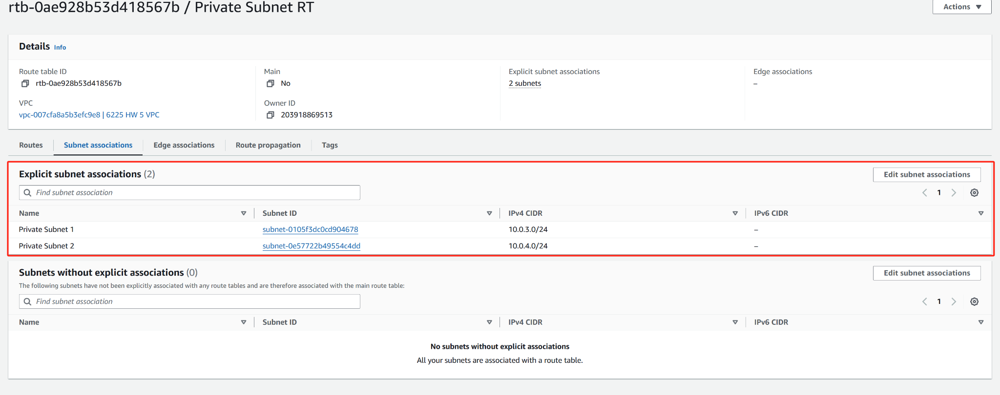 rtb-0ae928b53d418567b / Private Subnet RT
Actions
Details Info
Route table ID
rtb-0ae928b53d418567b
Main
No
Explicit subnet associations
2 subnets
Edge associations
–
VPC
vpc-007cfa8a5b3efc9e8 | 6225 HW 5 VPC
Owner ID
203918869513
Routes Subnet associations Edge associations Route propagation Tags
Explicit subnet associations (2)
Edit subnet associations
Find subnet association
1
Name Subnet ID IPv4 CIDR IPv6 CIDR
Private Subnet 1 subnet-0105f3dc0cd904678 10.0.3.0/24 –
Private Subnet 2 subnet-0e57722b49554c4dd 10.0.4.0/24 –
Subnets without explicit associations (0)
Edit subnet associations
The following subnets have not been explicitly associated with any route tables and are therefore associated with the main route table:
Find subnet association
1
Name Subnet ID IPv4 CIDR IPv6 CIDR
No subnets without explicit associations
All your subnets are associated with a route table.